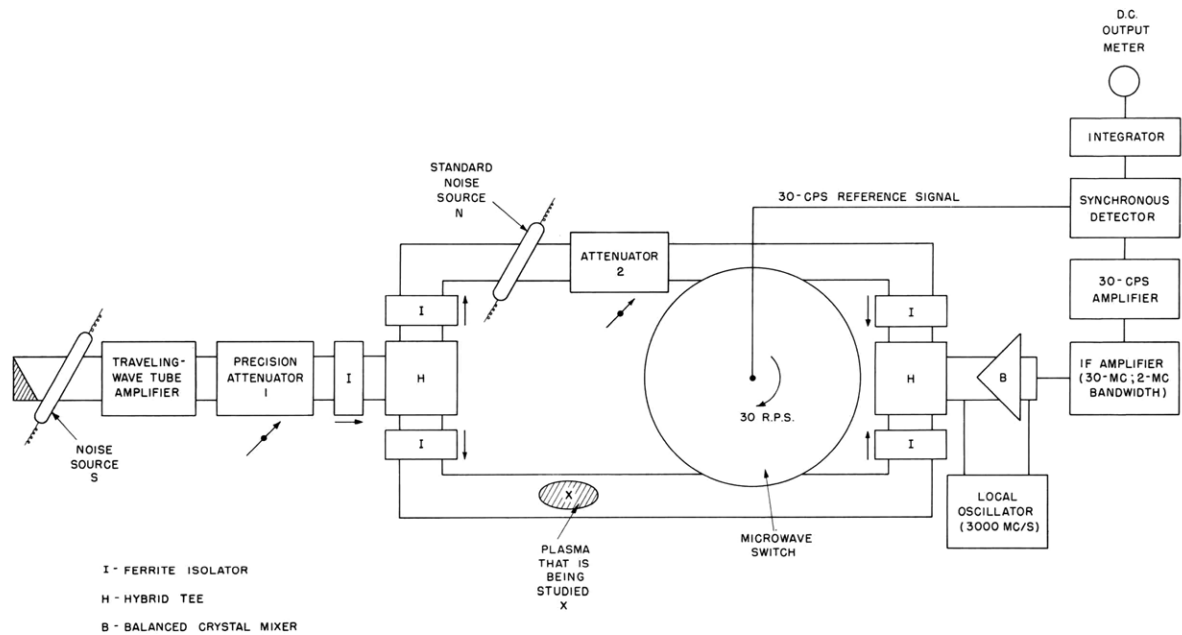 D.C.
OUTPUT
METER
INTEGRATOR
STANDARD
NOISE
SOURCE
N
30-CPS REFERENCE SIGNAL
SYNCHRONOUS
DETECTOR
ATTENUATOR
2
30-CPS
AMPLIFIER
I
I
TRAVELING-
WAVE TUBE
AMPLIFIER
PRECISION
ATTENUATOR
1
I
H
30 R.P.S.
H
B
IF AMPLIFIER
(30-MC; 2-MC
BANDWIDTH)
NOISE
SOURCE
S
I
I
X
LOCAL
OSCILLATOR
(3000 MC/S)
MICROWAVE
SWITCH
PLASMA
THAT IS
BEING
STUDIED
X
I - FERRITE ISOLATOR
H - HYBRID TEE
B - BALANCED CRYSTAL MIXER